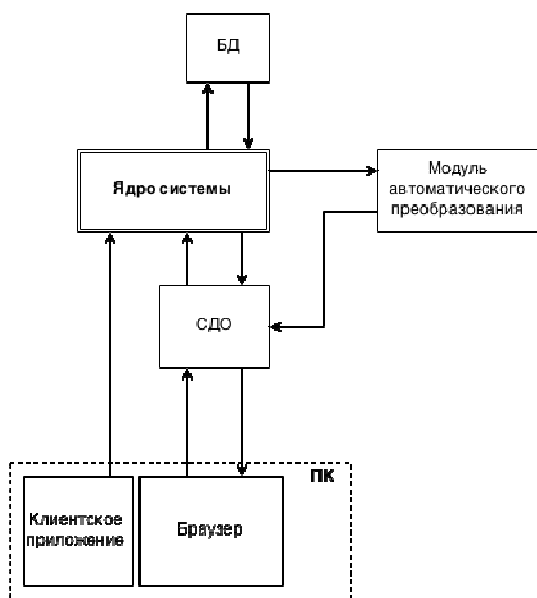 БД
Ядро системы
Модуль
автоматического
преобразования
СДО
ПК
Клиентское
приложение
Браузер